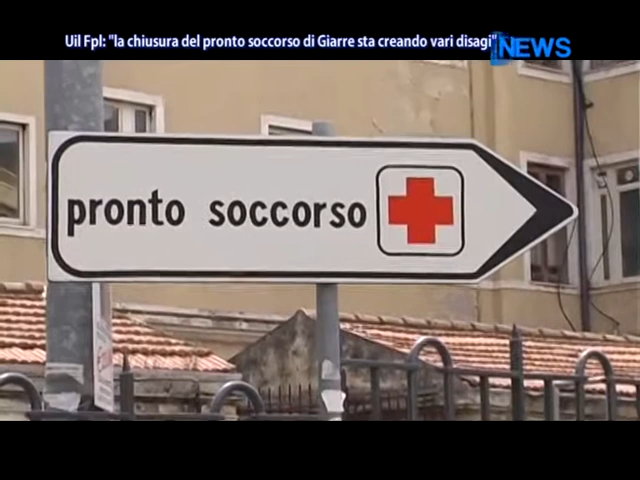 Uil Fpl: "la chiusura del pronto soccorso di Giarre sta creando vari disagi"
NEWS
pronto soccorso